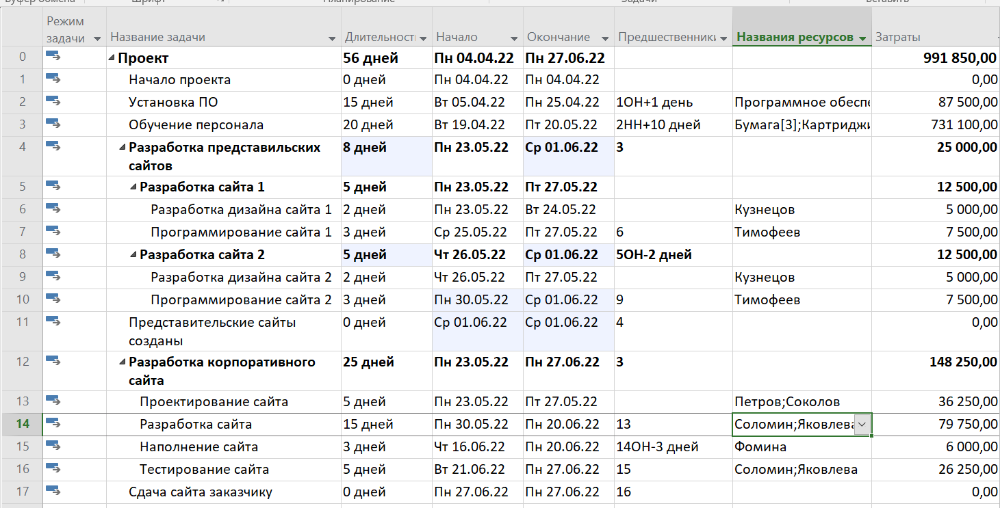 Буфер обмена Шрифт Планирование Задачи Вставить
Режим
задачи Название задачи Длительность Начало Окончание Предшественники Названия ресурсов Затраты
0 Проект 56 дней Пн 04.04.22 Пн 27.06.22 991 850,00
1 Начало проекта 0 дней Пн 04.04.22 Пн 04.04.22 0,00
2 Установка ПО 15 дней Вт 05.04.22 Пн 25.04.22 1ОН+1 день Программное обеспе 87 500,00
3 Обучение персонала 20 дней Вт 19.04.22 Пт 20.05.22 2НН+10 дней Бумага[3];Картриджи 731 100,00
4 Разработка представильских 8 дней Пн 23.05.22 Ср 01.06.22 3 25 000,00
сайтов
5 Разработка сайта 1 5 дней Пн 23.05.22 Пт 27.05.22 12 500,00
6 Разработка дизайна сайта 1 2 дней Пн 23.05.22 Вт 24.05.22 Кузнецов 5 000,00
7 Программирование сайта 1 3 дней Ср 25.05.22 Пт 27.05.22 6 Тимофеев 7 500,00
8 Разработка сайта 2 5 дней Чт 26.05.22 Ср 01.06.22 5ОН-2 дней 12 500,00
9 Разработка дизайна сайта 2 2 дней Чт 26.05.22 Пт 27.05.22 Кузнецов 5 000,00
10 Программирование сайта 2 3 дней Пн 30.05.22 Ср 01.06.22 9 Тимофеев 7 500,00
11 Представительские сайты 0 дней Ср 01.06.22 Ср 01.06.22 4 0,00
созданы
12 Разработка корпоративного 25 дней Пн 23.05.22 Пн 27.06.22 3 148 250,00
сайта
13 Проектирование сайта 5 дней Пн 23.05.22 Пт 27.05.22 Петров;Соколов 36 250,00
14 Разработка сайта 15 дней Пн 30.05.22 Пн 20.06.22 13 Соломин;Яковлева 79 750,00
15 Наполнение сайта 3 дней Чт 16.06.22 Пн 20.06.22 14ОН-3 дней Фомина 6 000,00
16 Тестирование сайта 5 дней Вт 21.06.22 Пн 27.06.22 15 Соломин;Яковлева 26 250,00
17 Сдача сайта заказчику 0 дней Пн 27.06.22 Пн 27.06.22 16 0,00